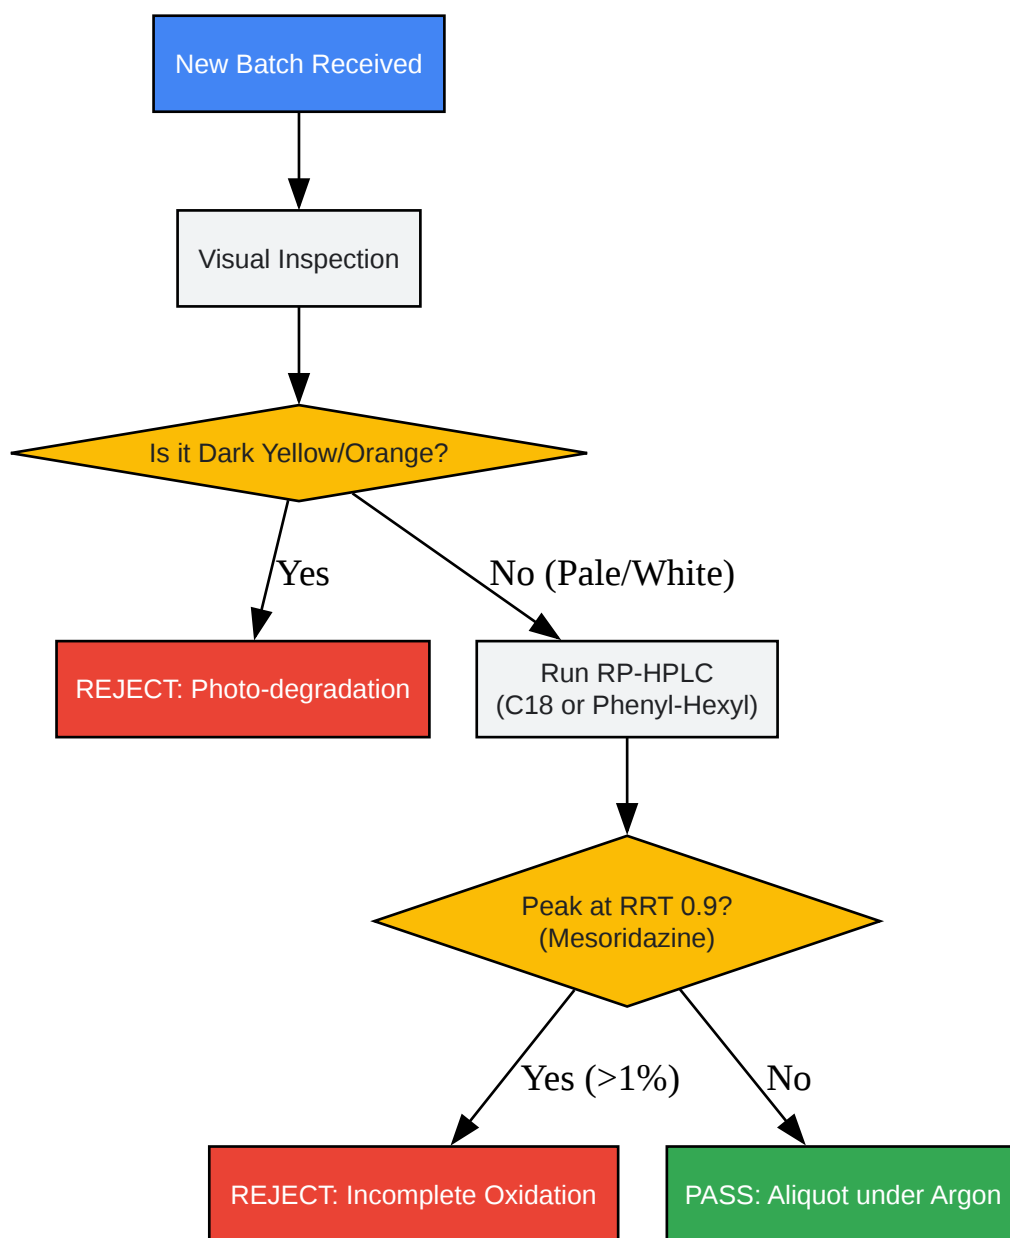 New Batch Received
Visual Inspection
Is it Dark Yellow/Orange?
Yes
No (Pale/White)
REJECT: Photo-degradation
Run RP-HPLC
(C18 or Phenyl-Hexyl)
Peak at RRT 0.9?
(Mesoridazine)
Yes (>1%)
No
REJECT: Incomplete Oxidation
PASS: Aliquot under Argon